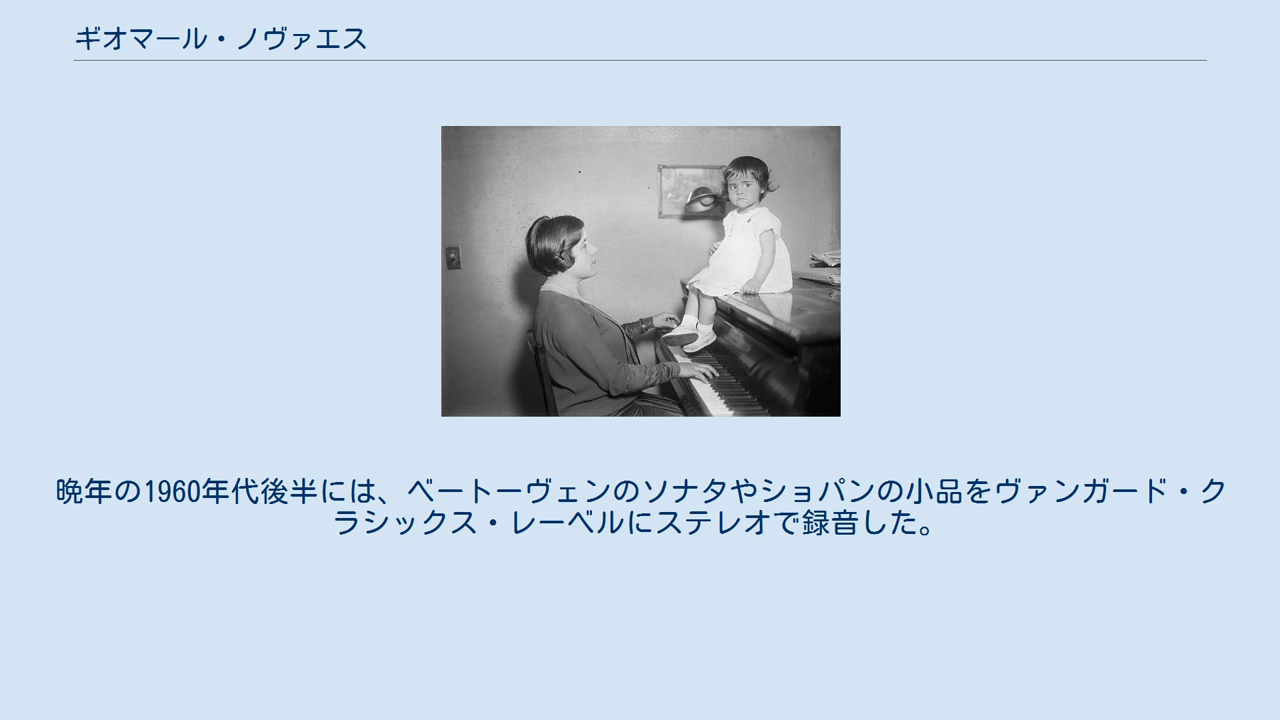 ギオマール・ノヴァエス
晩年の1960年代後半には、ベートーヴェンのソナタやショパンの小品をヴァンガード・ク
ラシックス・レーベルにステレオで録音した。